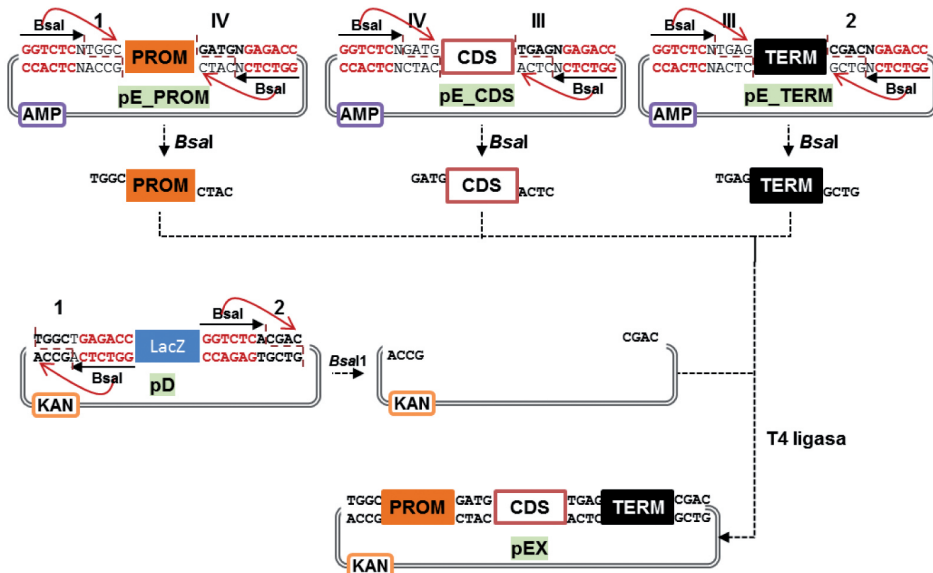 1 IV IV III III 2
BsaI BsaI BsaI
GGTCTCNTGGC PROM GATGNGAGACC GGTCTCNGATG CDS TGAGNGAGACC GGTCTCNTGAG TERM CGACNGAGACC
CCACTCNACCG CTACNCTCTGG CCACTCNCTAC ACTCNCTCTGG CCACTCNACTC GCTGNCTCTGG
BsaI BsaI BsaI
pE_PROM pE_CDS pE_TERM
AMP AMP AMP
BsaI BsaI BsaI
TGGC PROM CTAC GATG CDS ACTC TGAG TERM GCTG
1 BsaI 2
TGGCTGAGACC LacZ GGTCTCACGAC CGAC
ACCGACTCTGG CCAGAGTGCTG BsaI1 ACCG
BsaI pD
KAN KAN
T4 ligasa
TGGC PROM GATG CDS TGAG TERM CGAC
ACCG CTAC ACTC GCTG
pEX
KAN